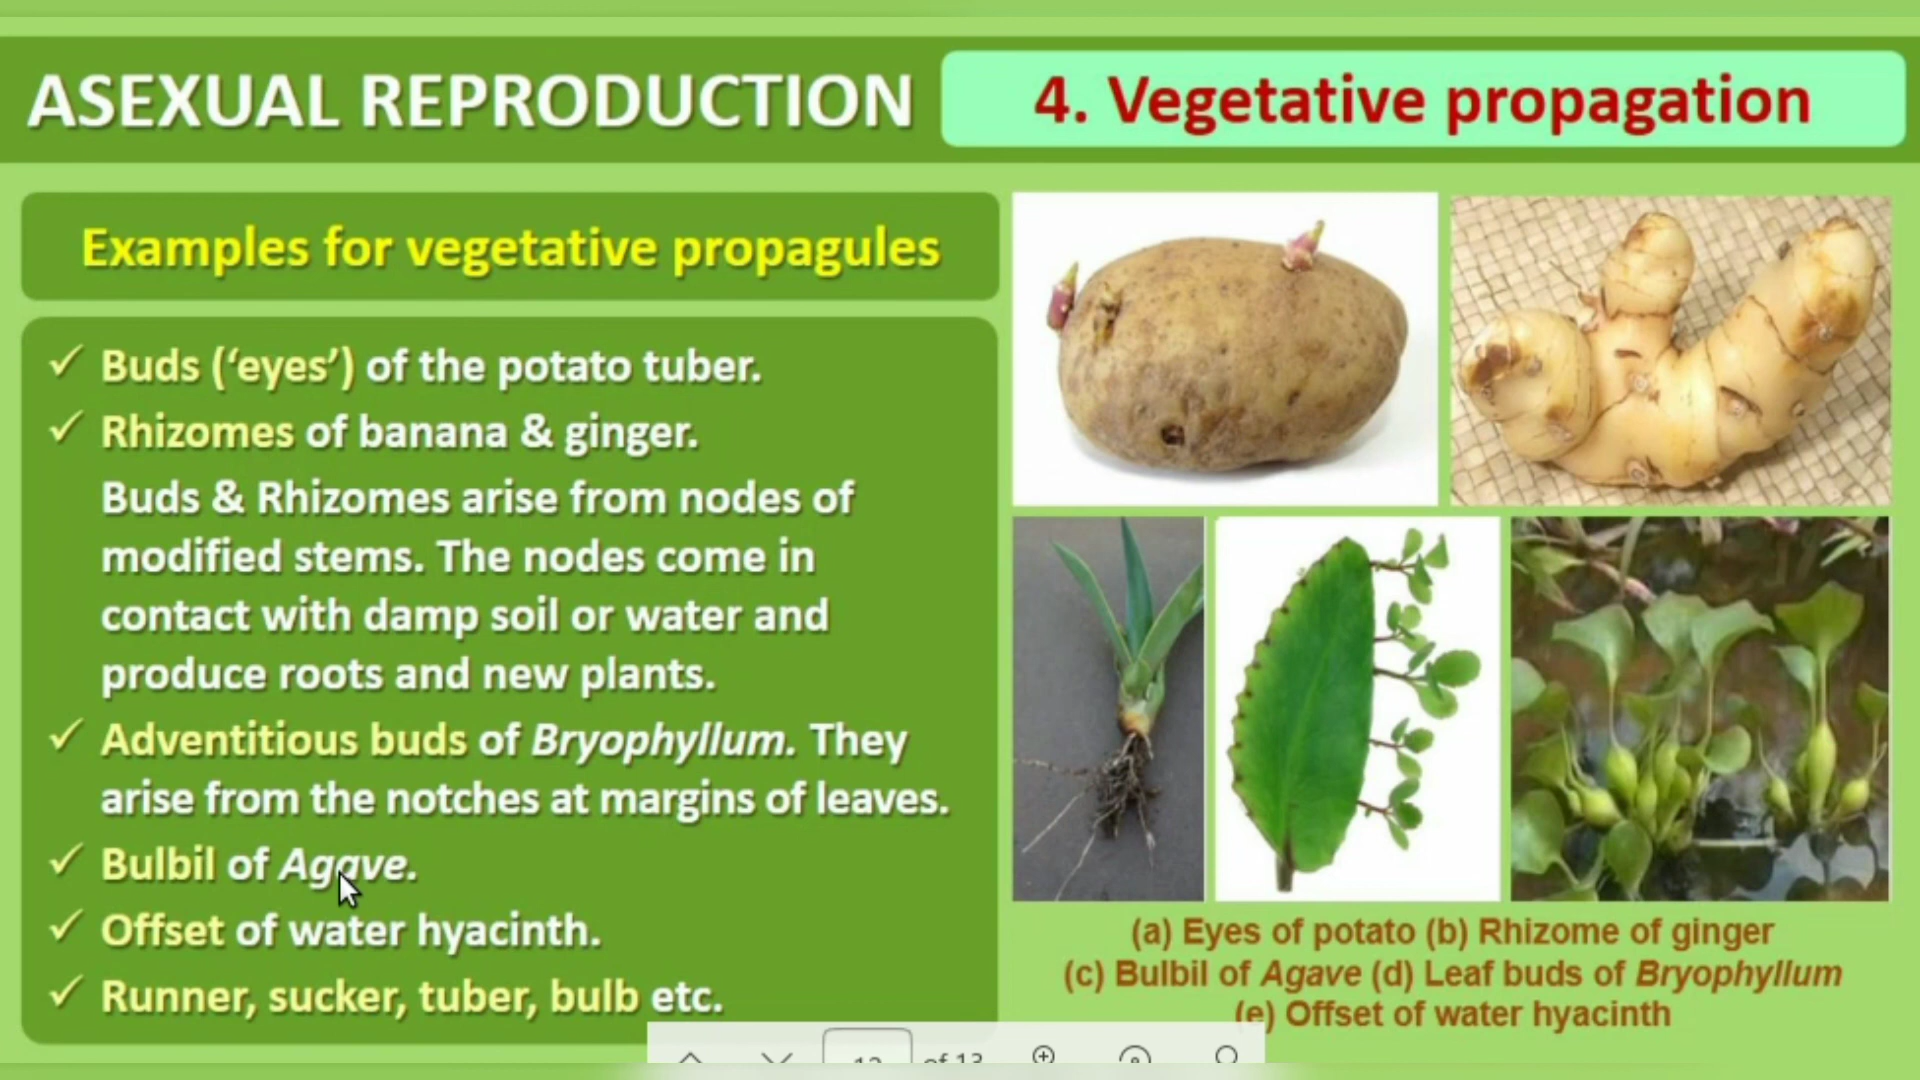 ASEXUAL REPRODUCTION
4. Vegetative propagation
Examples for vegetative propagules
✓ Buds (‘eyes’) of the potato tuber.
✓ Rhizomes of banana & ginger.
Buds & Rhizomes arise from nodes of
modified stems. The nodes come in
contact with damp soil or water and
produce roots and new plants.
✓ Adventitious buds of Bryophyllum. They
arise from the notches at margins of leaves.
✓ Bulbil of Agave.
✓ Offset of water hyacinth.
✓ Runner, sucker, tuber, bulb etc.
(a) Eyes of potato (b) Rhizome of ginger
(c) Bulbil of Agave (d) Leaf buds of Bryophyllum
(e) Offset of water hyacinth
of 13